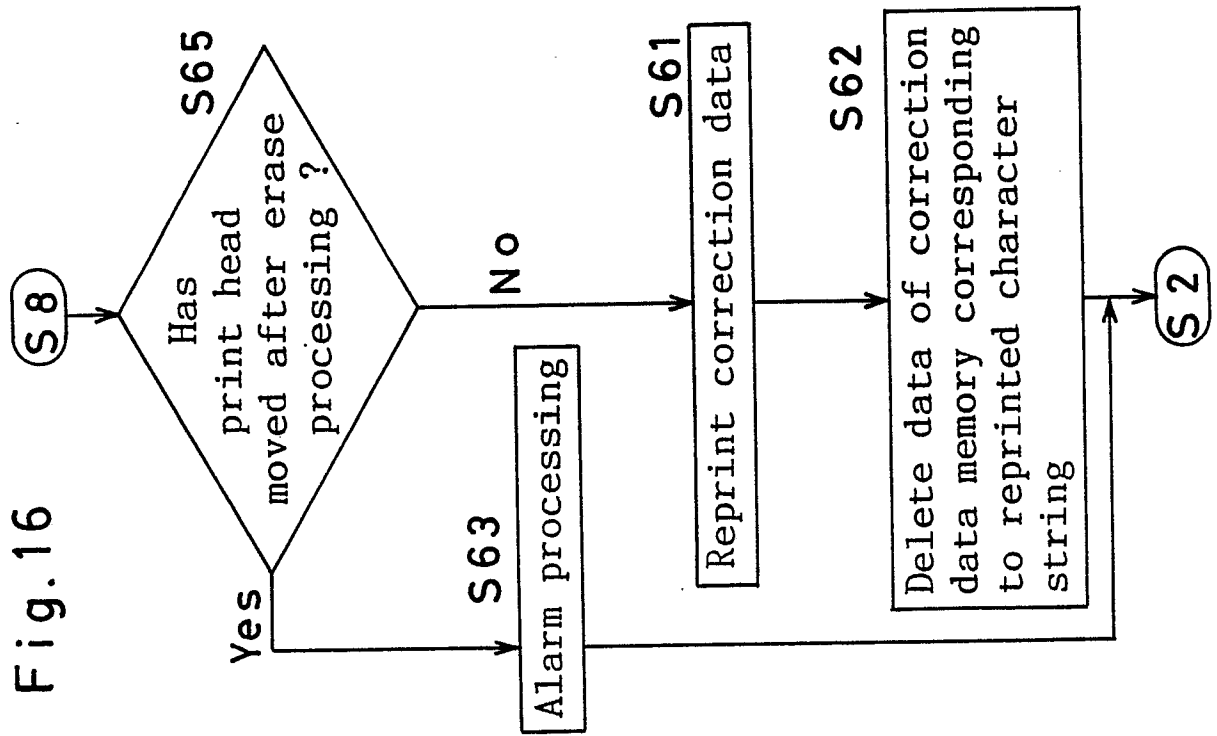 Fig.16
S8
S65
Has
print head
moved after erase
processing ?
Yes
No
S63
Alarm processing
S61
Reprint correction data
S62
Delete data of correction
data memory corresponding
to reprinted character
string
S2